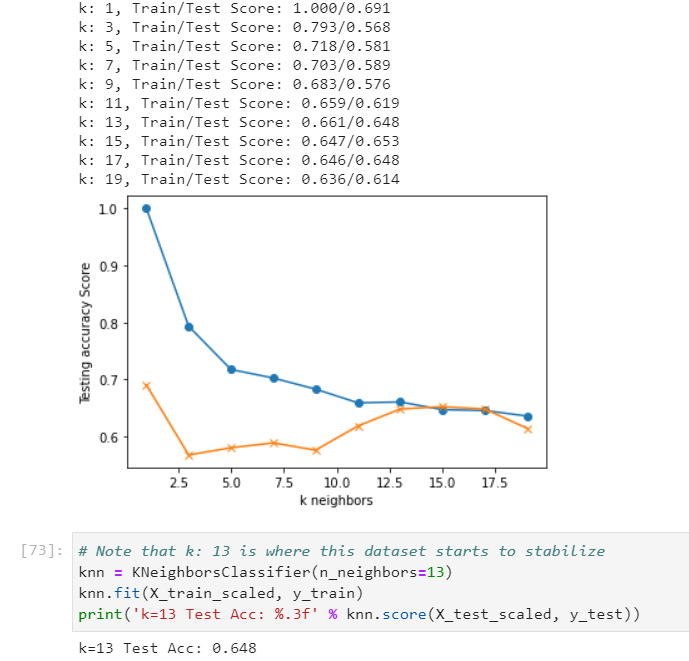 k: 1, Train/Test Score: 1.000/0.691
k: 3, Train/Test Score: 0.793/0.568
k: 5, Train/Test Score: 0.718/0.581
k: 7, Train/Test Score: 0.703/0.589
k: 9, Train/Test Score: 0.683/0.576
k: 11, Train/Test Score: 0.659/0.619
k: 13, Train/Test Score: 0.661/0.648
k: 15, Train/Test Score: 0.647/0.653
k: 17, Train/Test Score: 0.646/0.648
k: 19, Train/Test Score: 0.636/0.614
Testing accuracy Score
1.0
0.9
0.8
0.7
0.6
2.5 5.0 7.5 10.0 12.5 15.0 17.5
k neighbors
[73]: # Note that k: 13 is where this dataset starts to stabilize
knn = KNeighborsClassifier(n_neighbors=13)
knn.fit(X_train_scaled, y_train)
print('k=13 Test Acc: %.3f' % knn.score(X_test_scaled, y_test))
k=13 Test Acc: 0.648